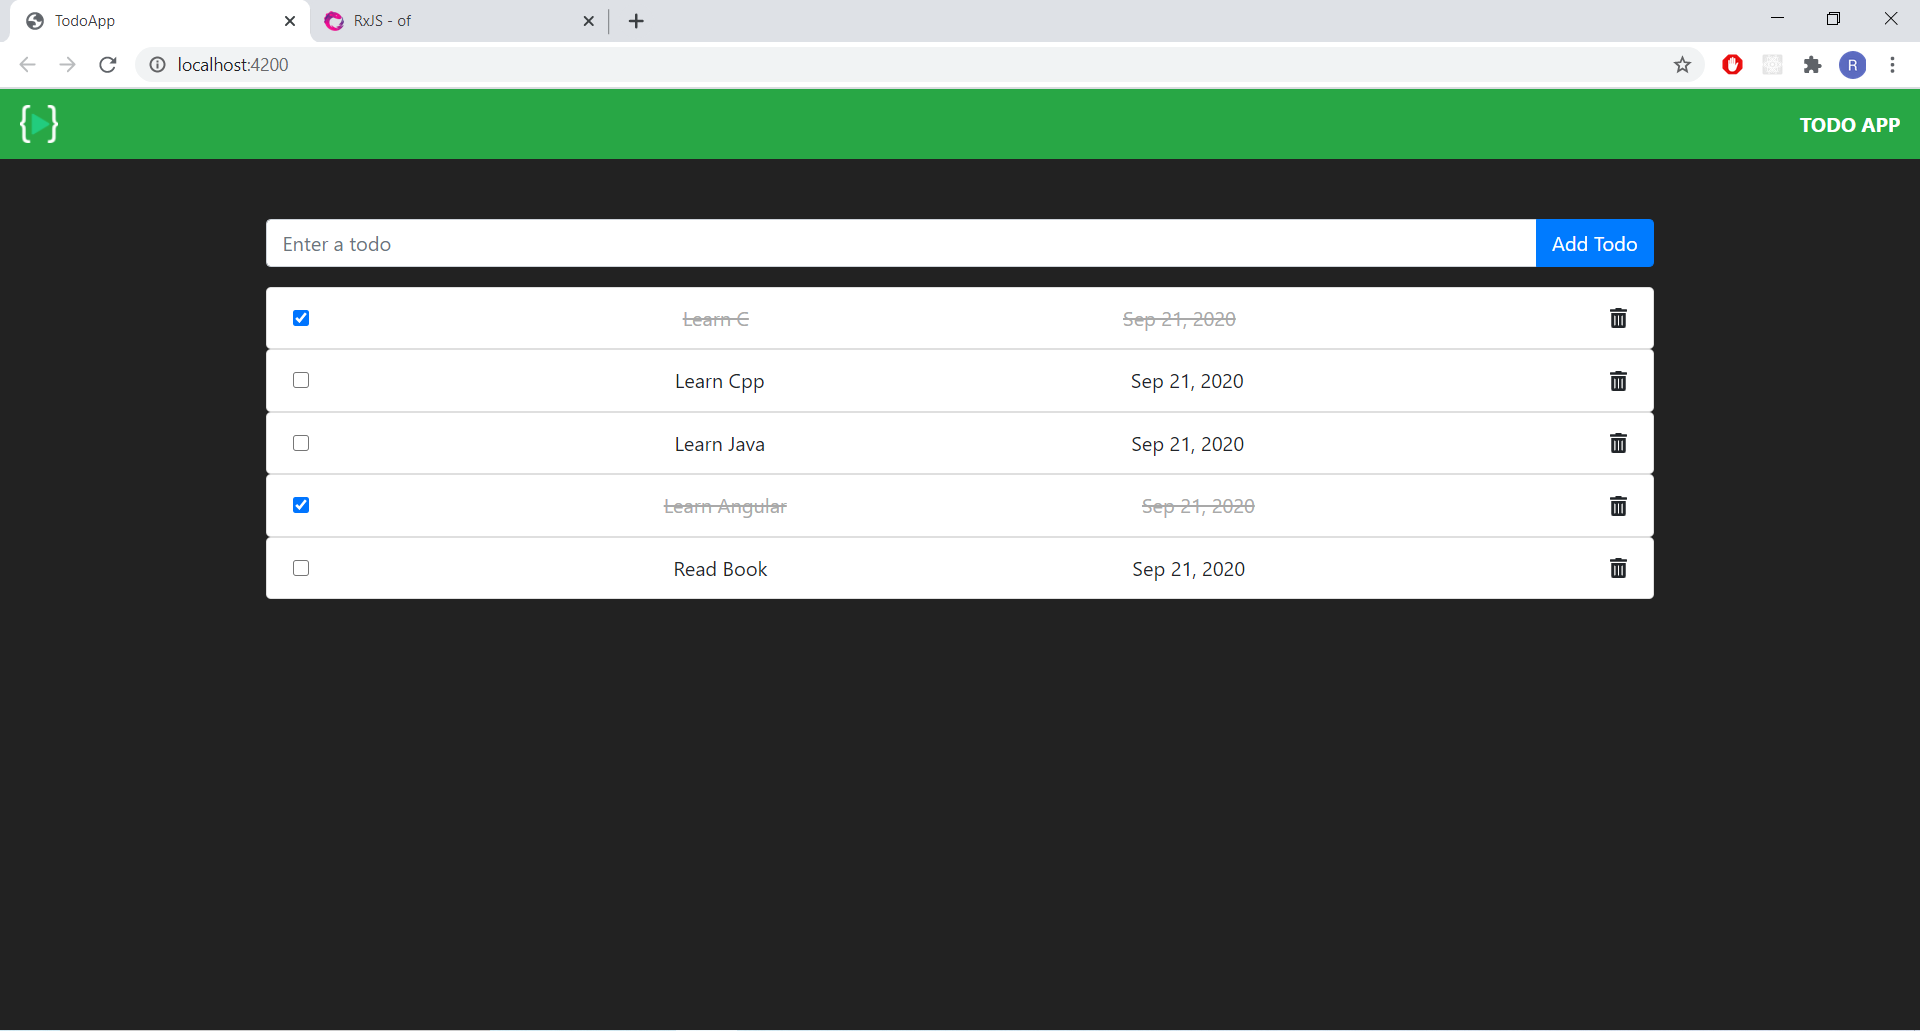 TodoApp
RxJS - of
localhost:4200
R
TODO APP
Enter a todo
Add Todo
Learn C Sep 21, 2020
Learn Cpp Sep 21, 2020
Learn Java Sep 21, 2020
Learn Angular Sep 21, 2020
Read Book Sep 21, 2020